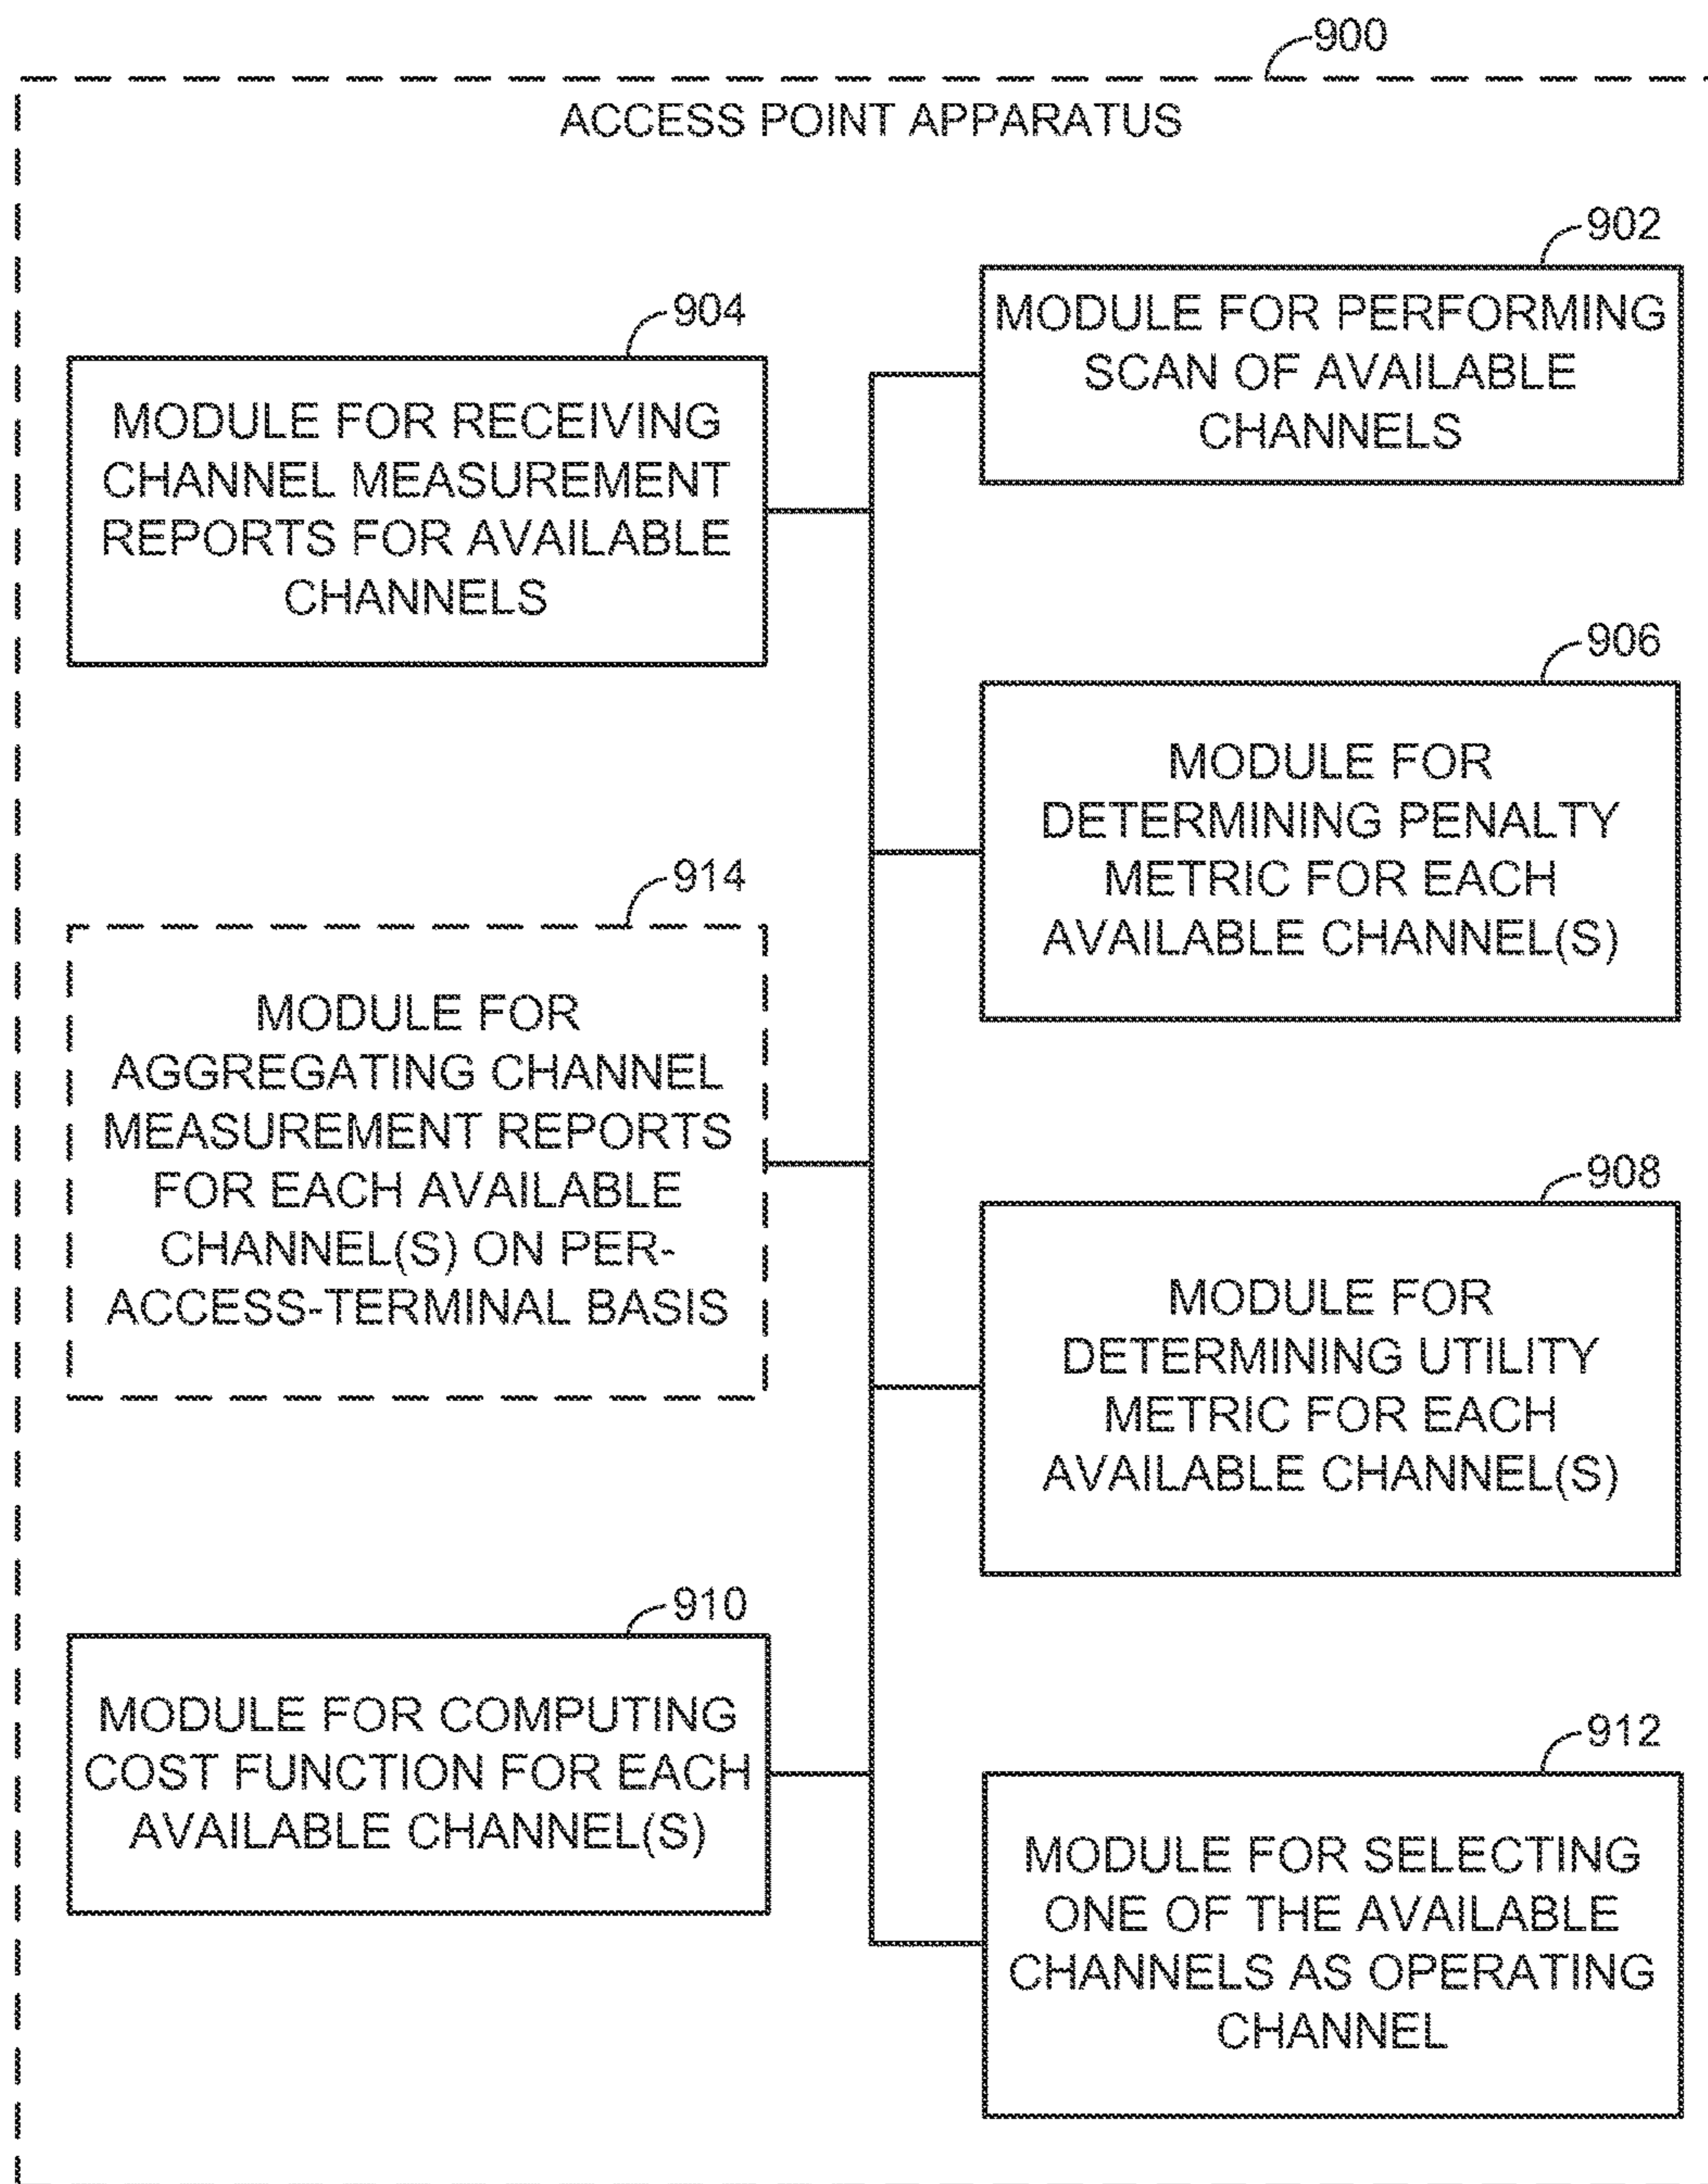 900
ACCESS POINT APPARATUS
902
MODULE FOR PERFORMING
SCAN OF AVAILABLE
CHANNELS
904
MODULE FOR RECEIVING
CHANNEL MEASUREMENT
REPORTS FOR AVAILABLE
CHANNELS
906
MODULE FOR
DETERMINING PENALTY
METRIC FOR EACH
AVAILABLE CHANNEL(S)
914
MODULE FOR
AGGREGATING CHANNEL
MEASUREMENT REPORTS
FOR EACH AVAILABLE
CHANNEL(S) ON PER-
ACCESS-TERMINAL BASIS
908
MODULE FOR
DETERMINING UTILITY
METRIC FOR EACH
AVAILABLE CHANNEL(S)
910
MODULE FOR COMPUTING
COST FUNCTION FOR EACH
AVAILABLE CHANNEL(S)
912
MODULE FOR SELECTING
ONE OF THE AVAILABLE
CHANNELS AS OPERATING
CHANNEL